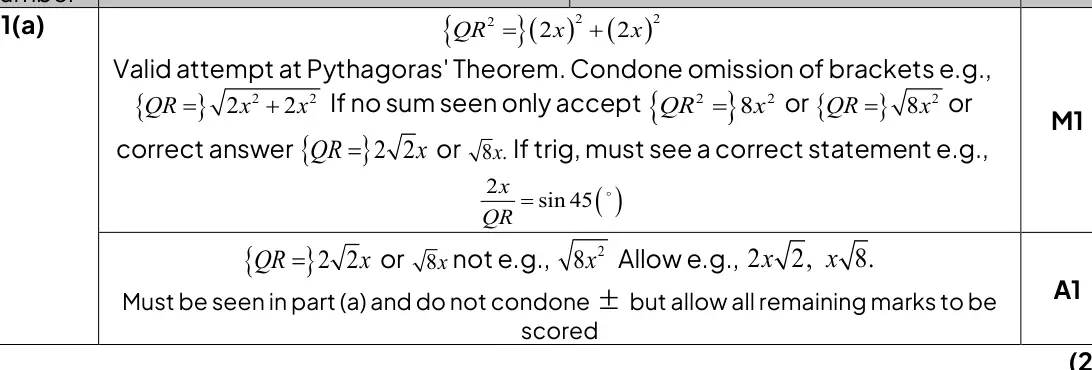 1(a)
{QR² =}(2x)² + (2x)²
Valid attempt at Pythagoras' Theorem. Condone omission of brackets e.g.,
{QR =}√(2x² + 2x²) If no sum seen only accept {QR² =}8x² or {QR =}√(8x²) or
correct answer {QR =}2√2x or √8x. If trig, must see a correct statement e.g.,
2x/QR = sin 45(°)
M1
{QR =}2√2x or √8x not e.g., √(8x²) Allow e.g., 2x√2, x√8.
Must be seen in part (a) and do not condone ± but allow all remaining marks to be
scored
A1
(2